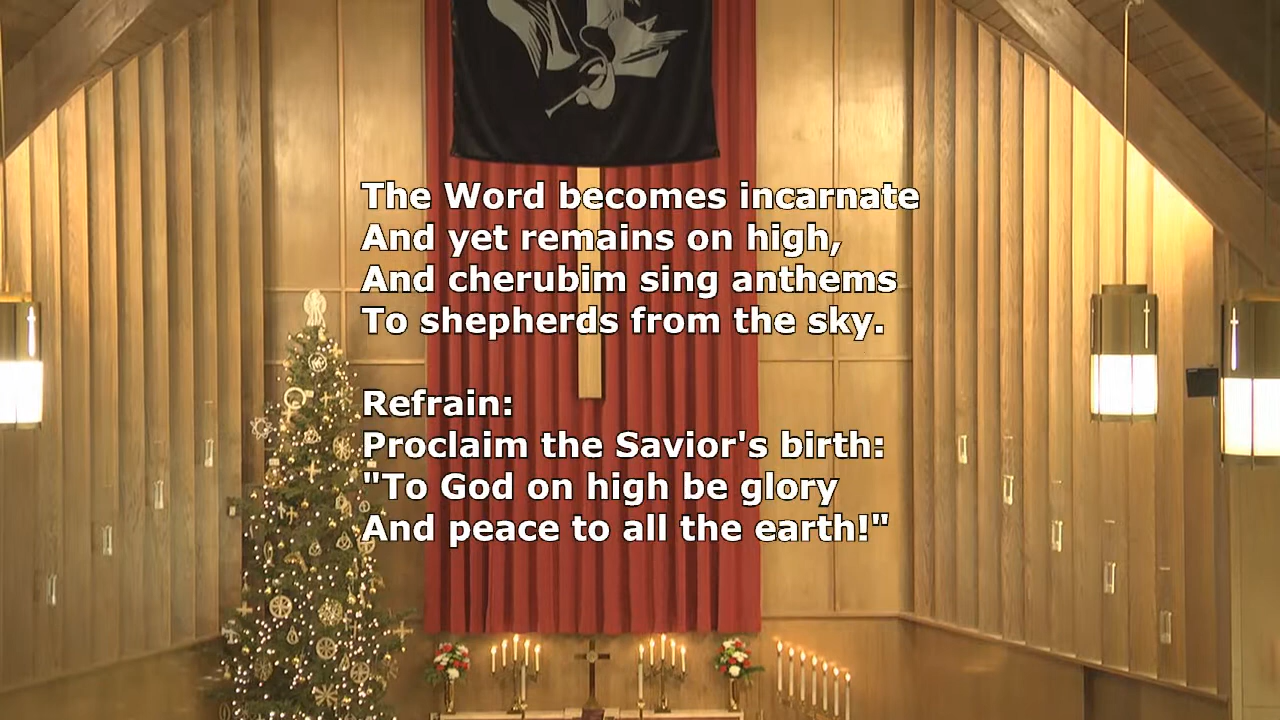 The Word becomes incarnate
And yet remains on high,
And cherubim sing anthems
To shepherds from the sky.
Refrain:
Proclaim the Savior's birth:
"To God on high be glory
And peace to all the earth!"